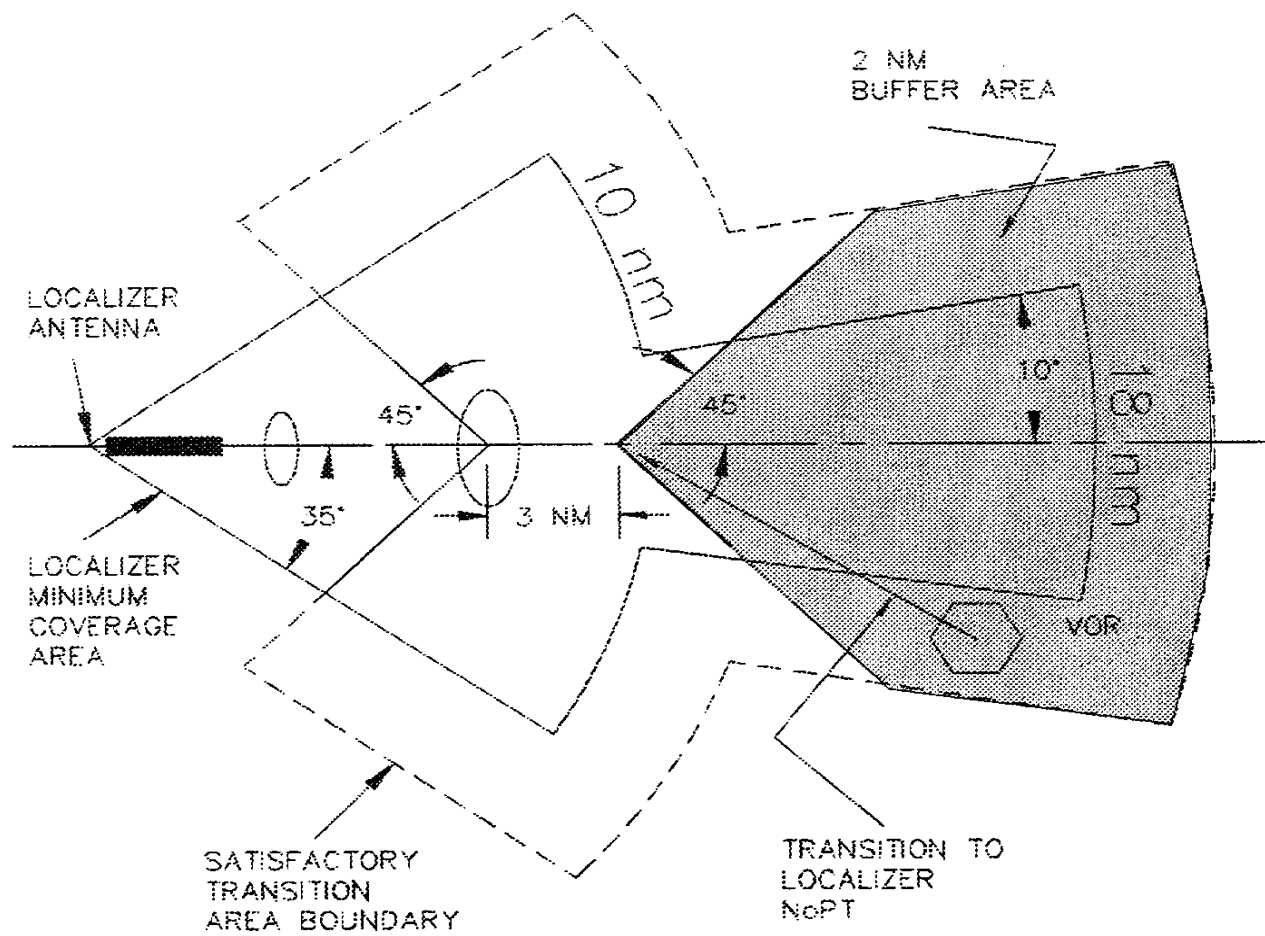 2 NM
BUFFER AREA
10 nm
LOCALIZER
ANTENNA
45°
45°
10°
18 nm
35°
3 NM
LOCALIZER
MINIMUM
COVERAGE
AREA
VOR
SATISFACTORY
TRANSITION
AREA BOUNDARY
TRANSITION TO
LOCALIZER
NoPT